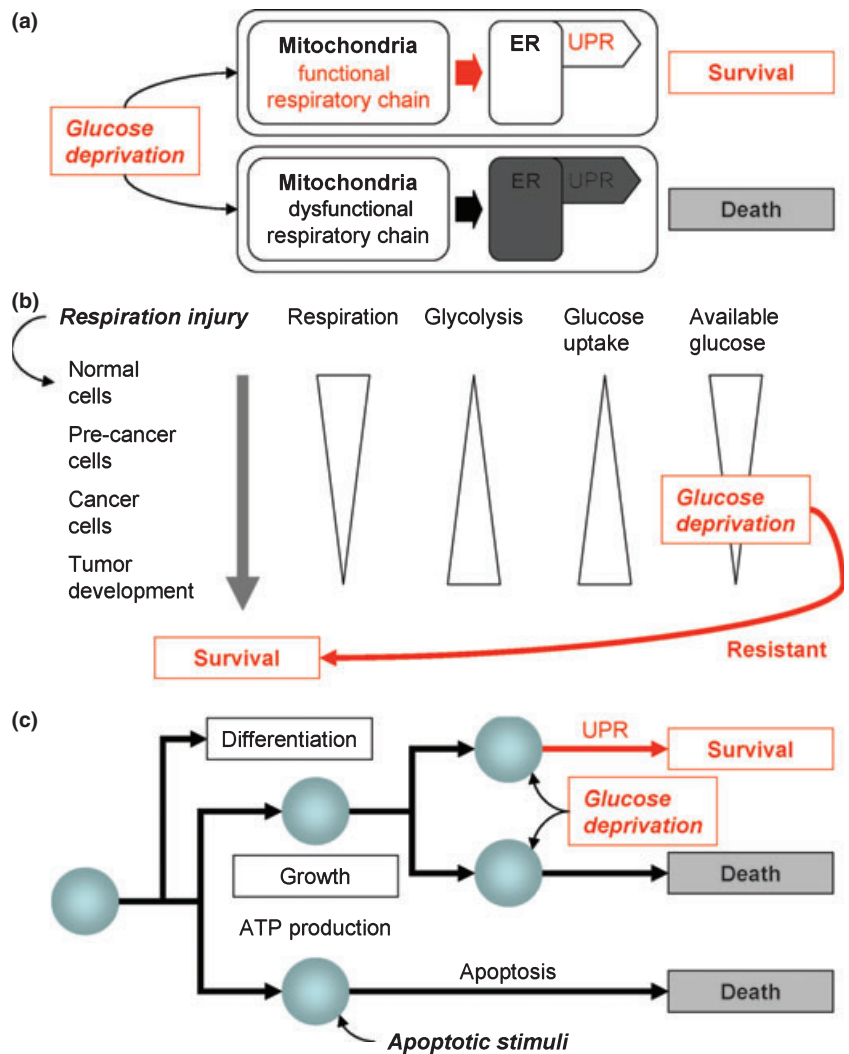 (a)
Mitochondria
functional
respiratory chain
ER
UPR
Survival
Glucose
deprivation
Mitochondria
dysfunctional
respiratory chain
ER
UPR
Death
(b)
Respiration injury
Respiration
Glycolysis
Glucose
uptake
Available
glucose
Normal
cells
Pre-cancer
cells
Cancer
cells
Tumor
development
Glucose
deprivation
Survival
Resistant
(c)
Differentiation
UPR
Survival
Glucose
deprivation
Growth
Death
ATP production
Apoptosis
Death
Apoptotic stimuli